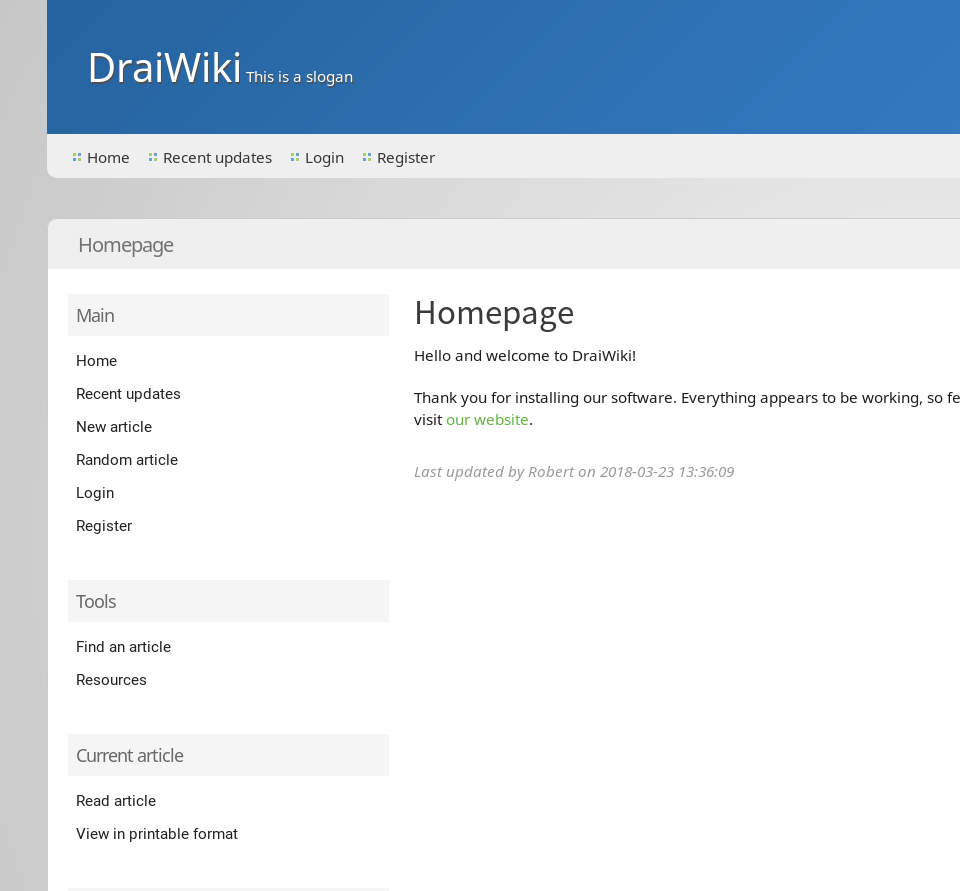 DraiWiki This is a slogan
Home Recent updates Login Register
Homepage
Main
Home
Recent updates
New article
Random article
Login
Register
Tools
Find an article
Resources
Current article
Read article
View in printable format
Homepage
Hello and welcome to DraiWiki!
Thank you for installing our software. Everything appears to be working, so
visit our website.
Last updated by Robert on 2018-03-23 13:36:09